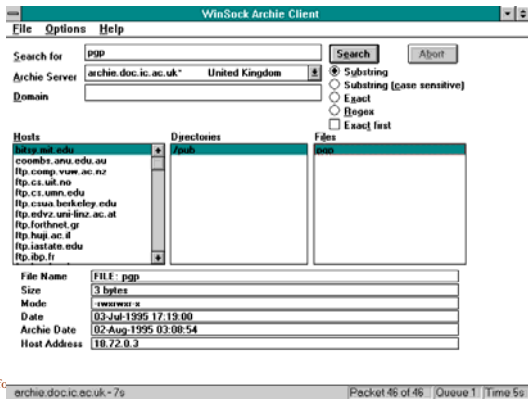 WinSock Archie Client
File Options Help
Search for pgp Search Abort
Archie Server archie.doc.ic.ac.uk* United Kingdom
Domain
Substring
Substring (case sensitive)
Exact
Regex
Exact first
Hosts Directories Files
bitsy.mit.edu /pub pgp
coombs.anu.edu.au
ftp.comp.vuw.ac.nz
ftp.cs.uit.no
ftp.cs.umn.edu
ftp.csua.berkeley.edu
ftp.edvz.uni-linz.ac.at
ftp.forthnet.gr
ftp.huji.ac.il
ftp.iastate.edu
ftp.ibp.fr
File Name FILE: pgp
Size 3 bytes
Mode -rwxrwxr-x
Date 03-Jul-1995 17:19:00
Archie Date 02-Aug-1995 03:08:54
Host Address 18.72.0.3
archie.doc.ic.ac.uk - 7s Packet 46 of 46 Queue 1 Time 5s